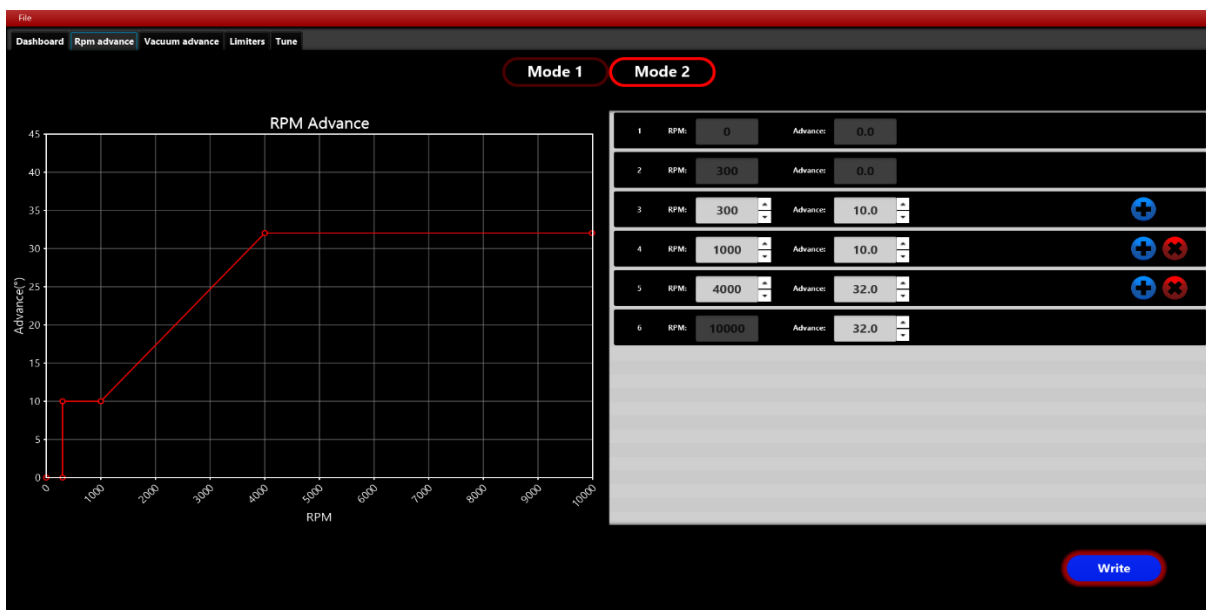 File
Dashboard Rpm advance Vacuum advance Limiters Tune
Mode 1 Mode 2
RPM Advance
45
40
35
30
25
20
15
10
5
0
Advance(°)
0 1000 2000 3000 4000 5000 6000 7000 8000 9000 10000
RPM
1 RPM: 0 Advance: 0.0
2 RPM: 300 Advance: 0.0
3 RPM: 300 Advance: 10.0
4 RPM: 1000 Advance: 10.0
5 RPM: 4000 Advance: 32.0
6 RPM: 10000 Advance: 32.0
Write